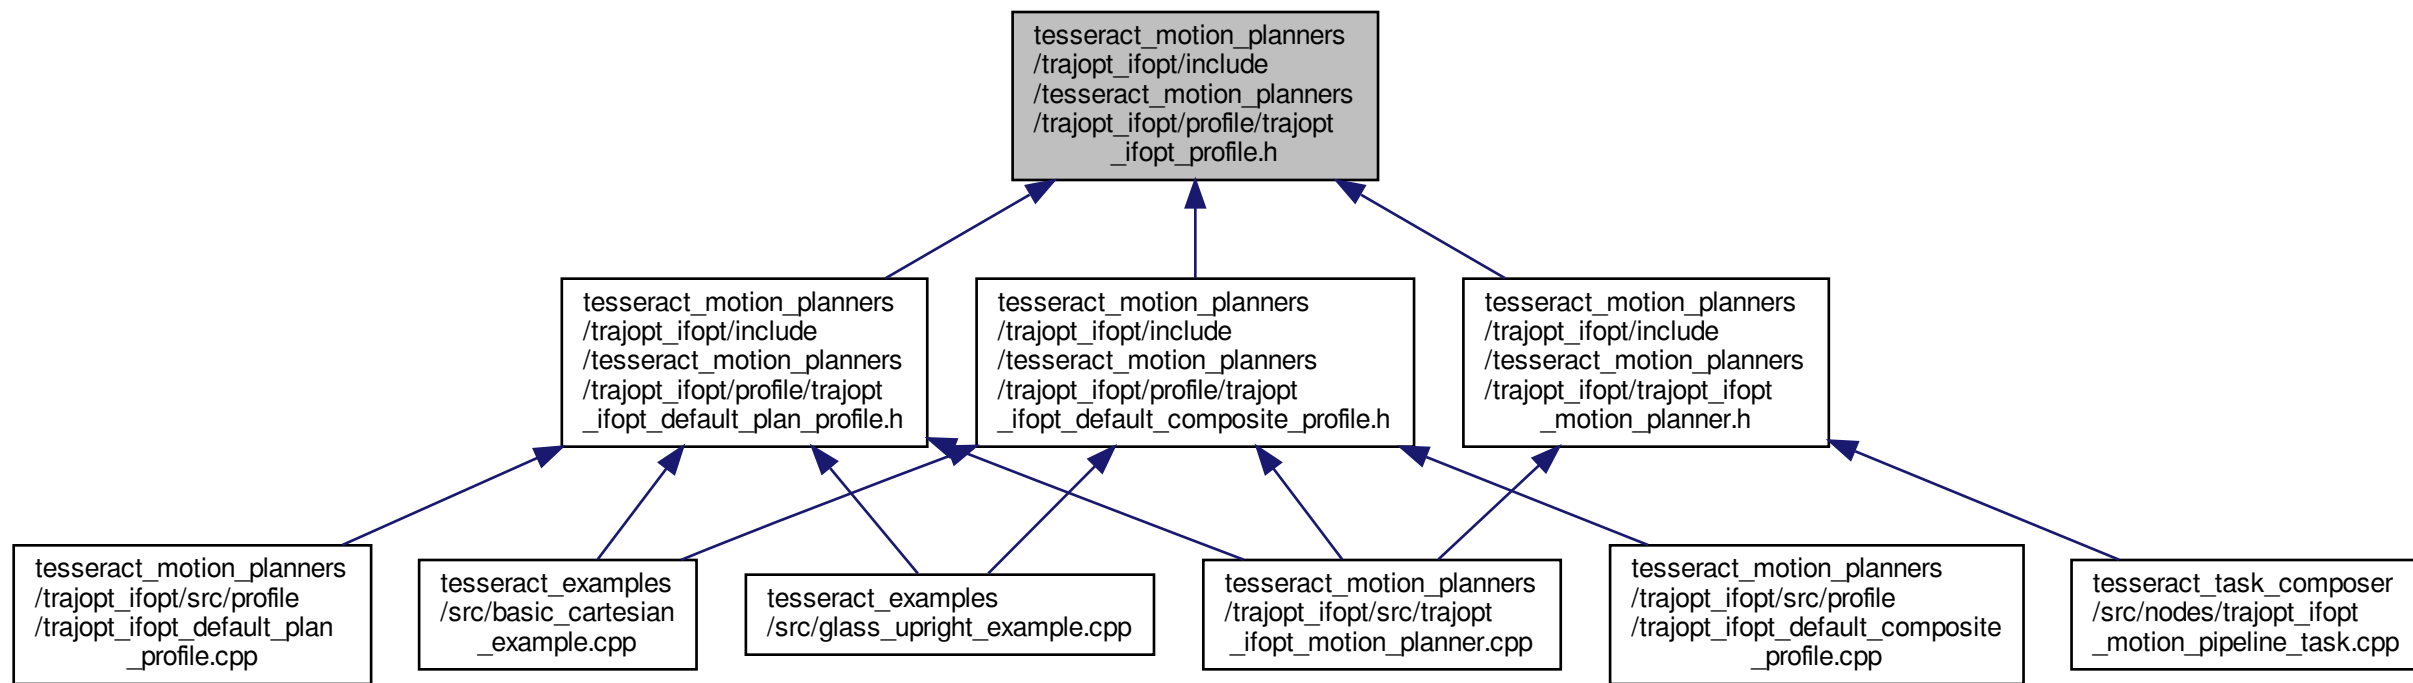 tesseract_motion_planners
/trajopt_ifopt/include
/tesseract_motion_planners
/trajopt_ifopt/profile/trajopt
_ifopt_profile.h
tesseract_motion_planners
/trajopt_ifopt/include
/tesseract_motion_planners
/trajopt_ifopt/profile/trajopt
_ifopt_default_plan_profile.h
tesseract_motion_planners
/trajopt_ifopt/include
/tesseract_motion_planners
/trajopt_ifopt/profile/trajopt
_ifopt_default_composite_profile.h
tesseract_motion_planners
/trajopt_ifopt/include
/tesseract_motion_planners
/trajopt_ifopt/trajopt_ifopt
_motion_planner.h
tesseract_motion_planners
/trajopt_ifopt/src/profile
/trajopt_ifopt_default_plan
_profile.cpp
tesseract_examples
/src/basic_cartesian
_example.cpp
tesseract_examples
/src/glass_upright_example.cpp
tesseract_motion_planners
/trajopt_ifopt/src/trajopt
_ifopt_motion_planner.cpp
tesseract_motion_planners
/trajopt_ifopt/src/profile
/trajopt_ifopt_default_composite
_profile.cpp
tesseract_task_composer
/src/nodes/trajopt_ifopt
_motion_pipeline_task.cpp